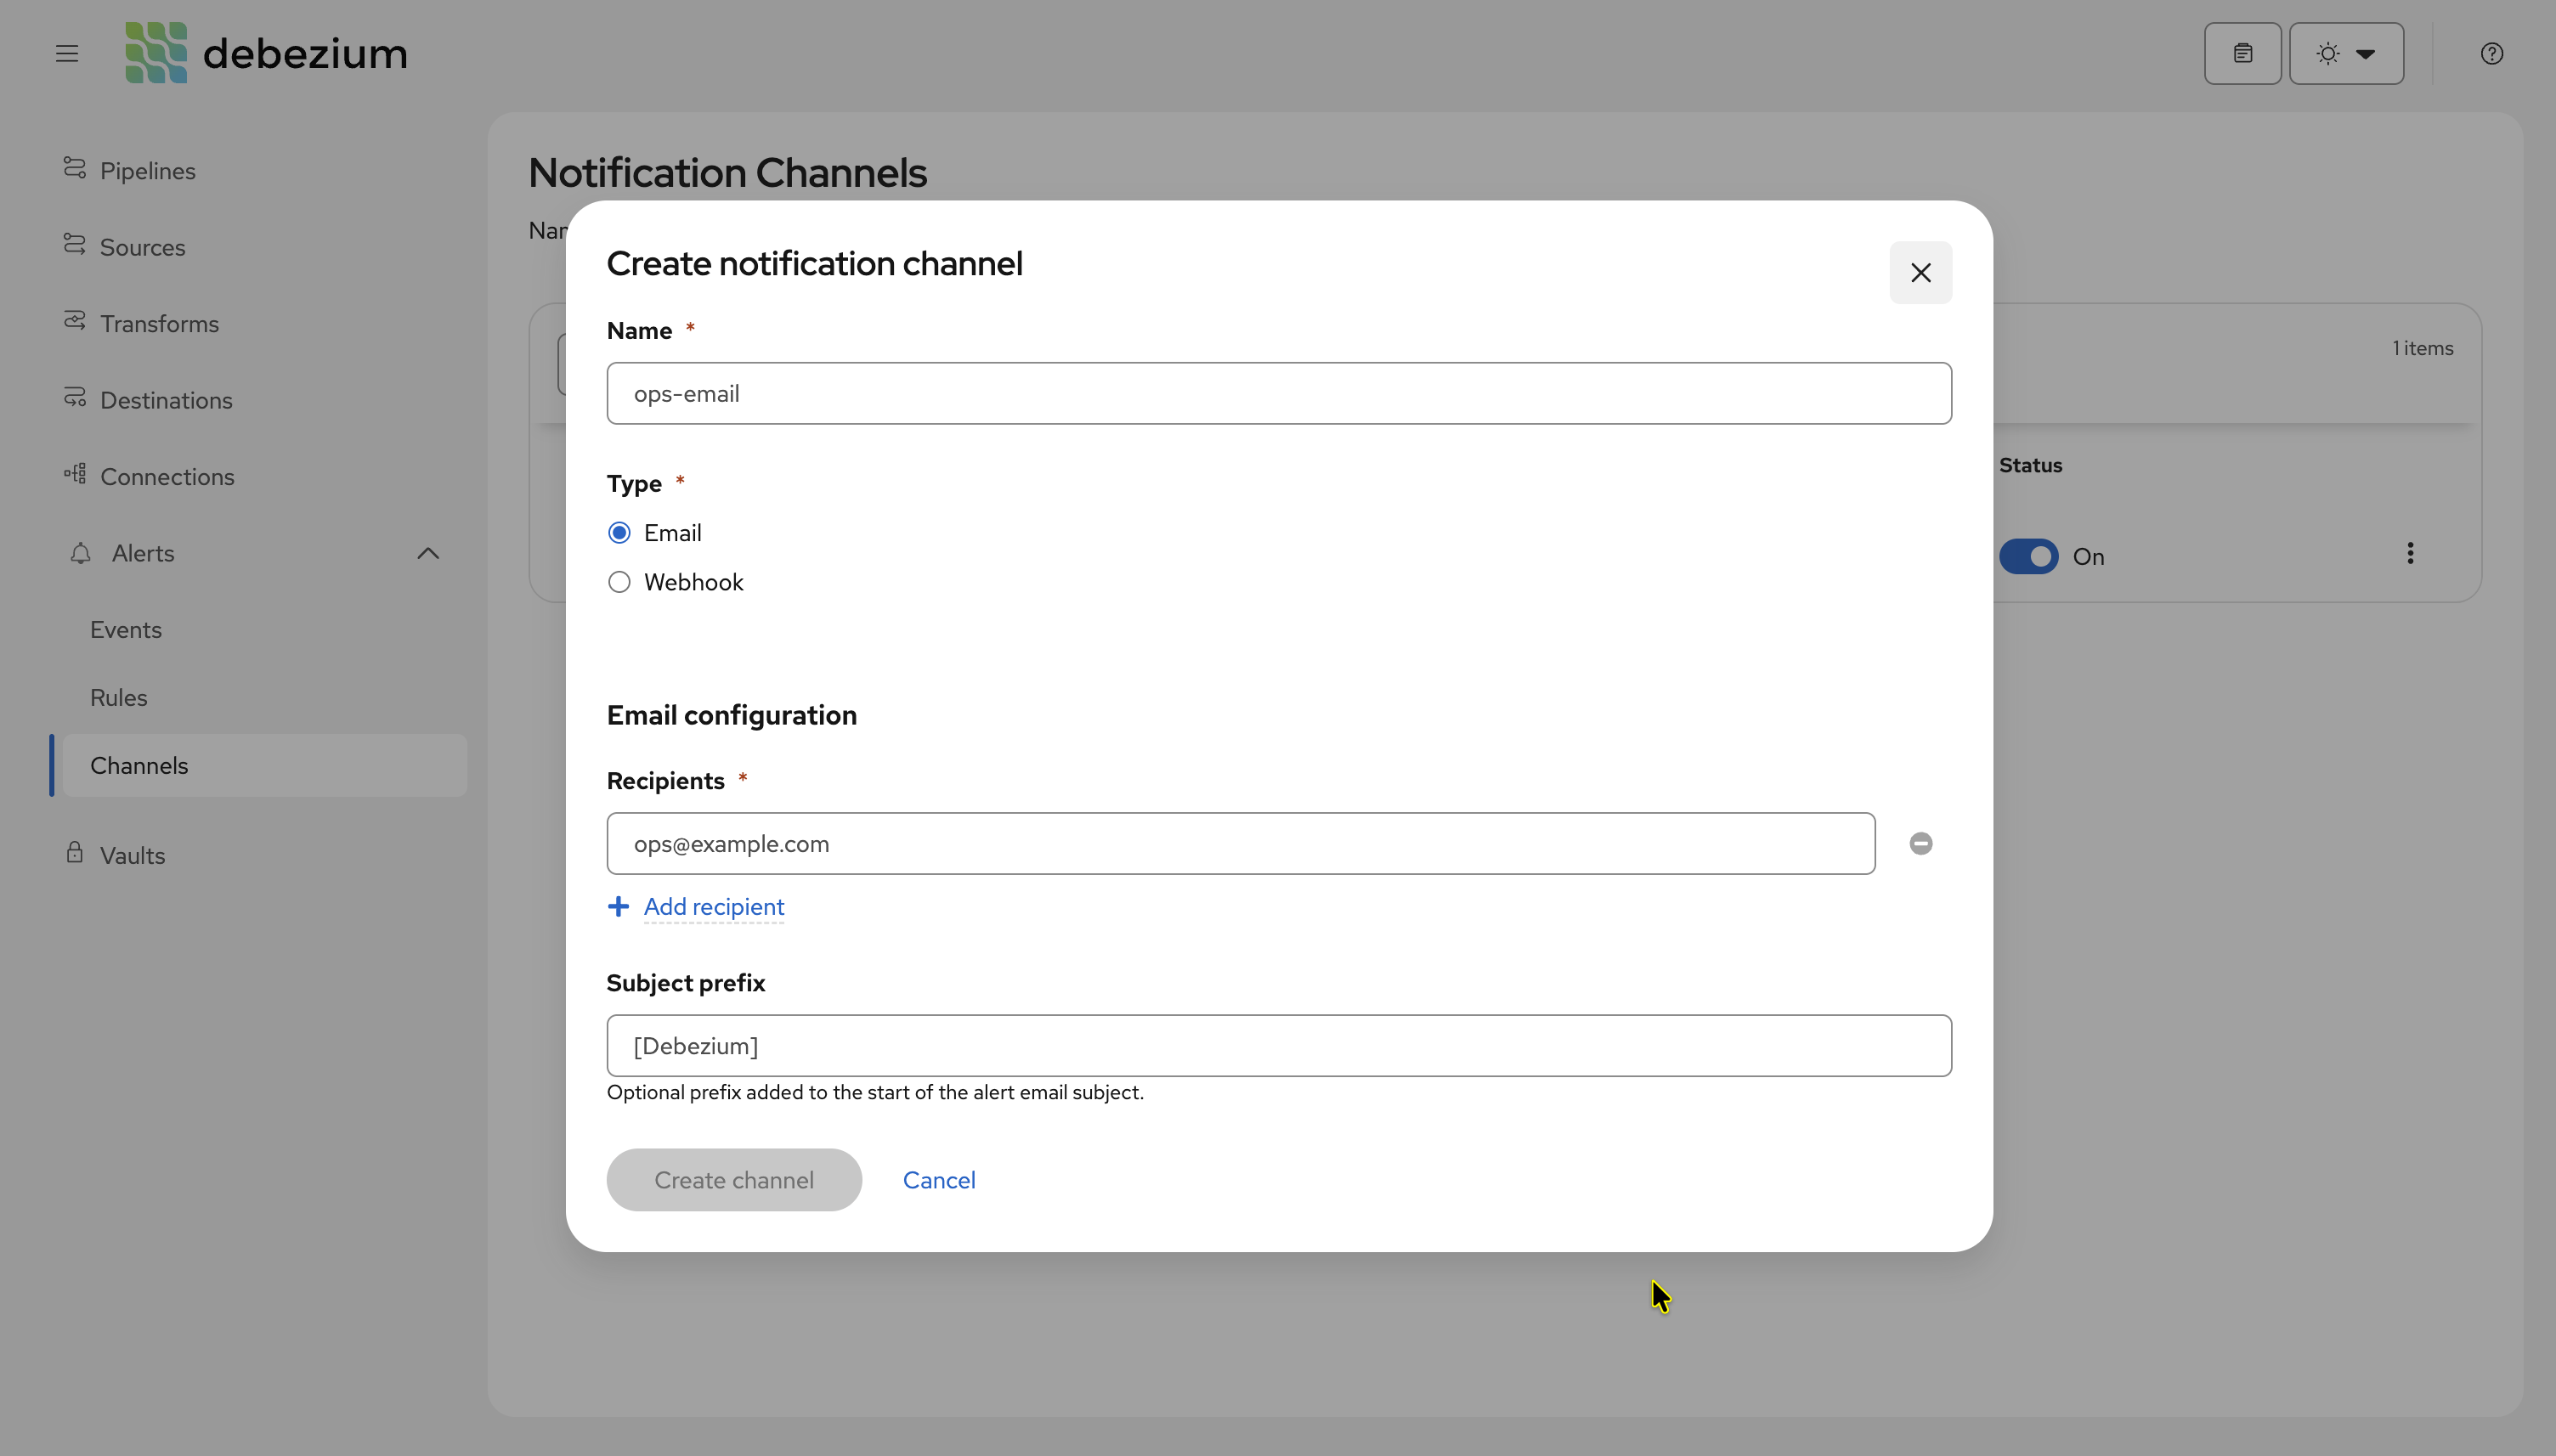 debezium
Pipelines
Sources
Transforms
Destinations
Connections
Alerts
Events
Rules
Channels
Vaults
Notification Channels
1 items
Status
On
Create notification channel
Name *
ops-email
Type *
Email
Webhook
Email configuration
Recipients *
ops@example.com
Add recipient
Subject prefix
[Debezium]
Optional prefix added to the start of the alert email subject.
Create channel
Cancel